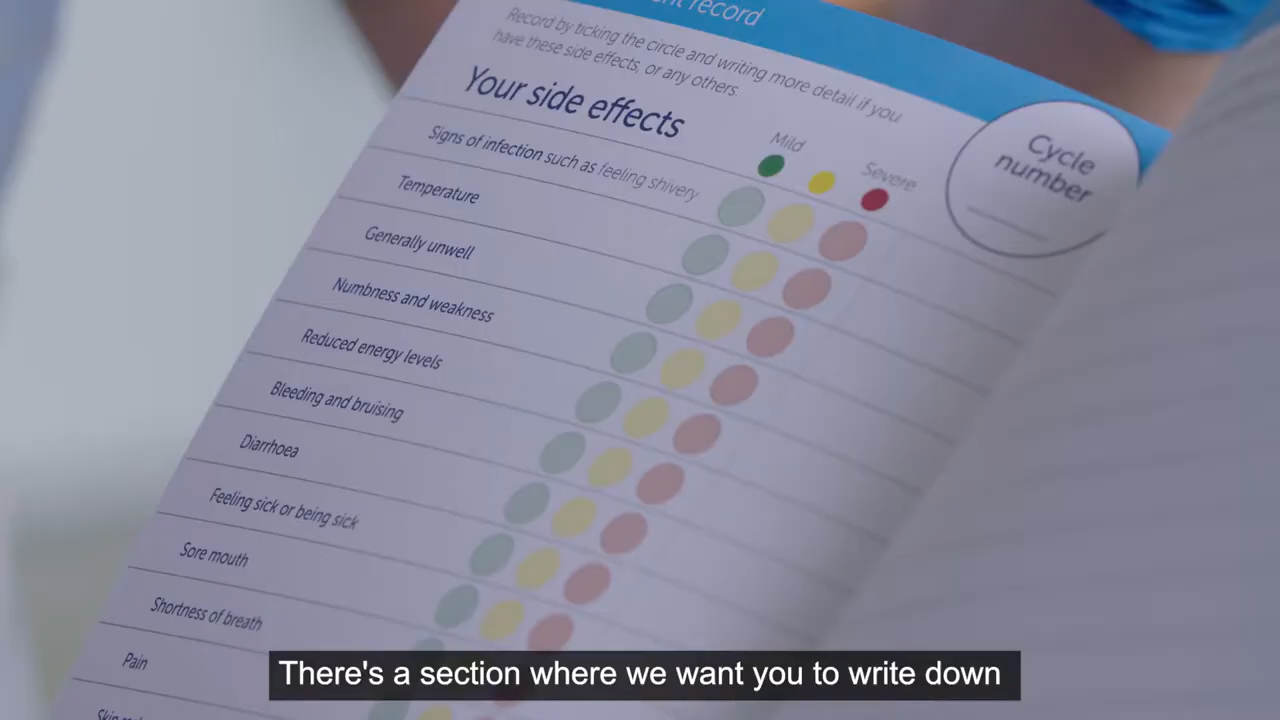 record
Record by ticking the circle and writing more detail if you
have these side effects, or any others.
Your side effects
Mild
Severe
Cycle
number
Signs of infection such as feeling shivery
Temperature
Generally unwell
Numbness and weakness
Reduced energy levels
Bleeding and bruising
Diarrhoea
Feeling sick or being sick
Sore mouth
Shortness of breath
Pain
There's a section where we want you to write down